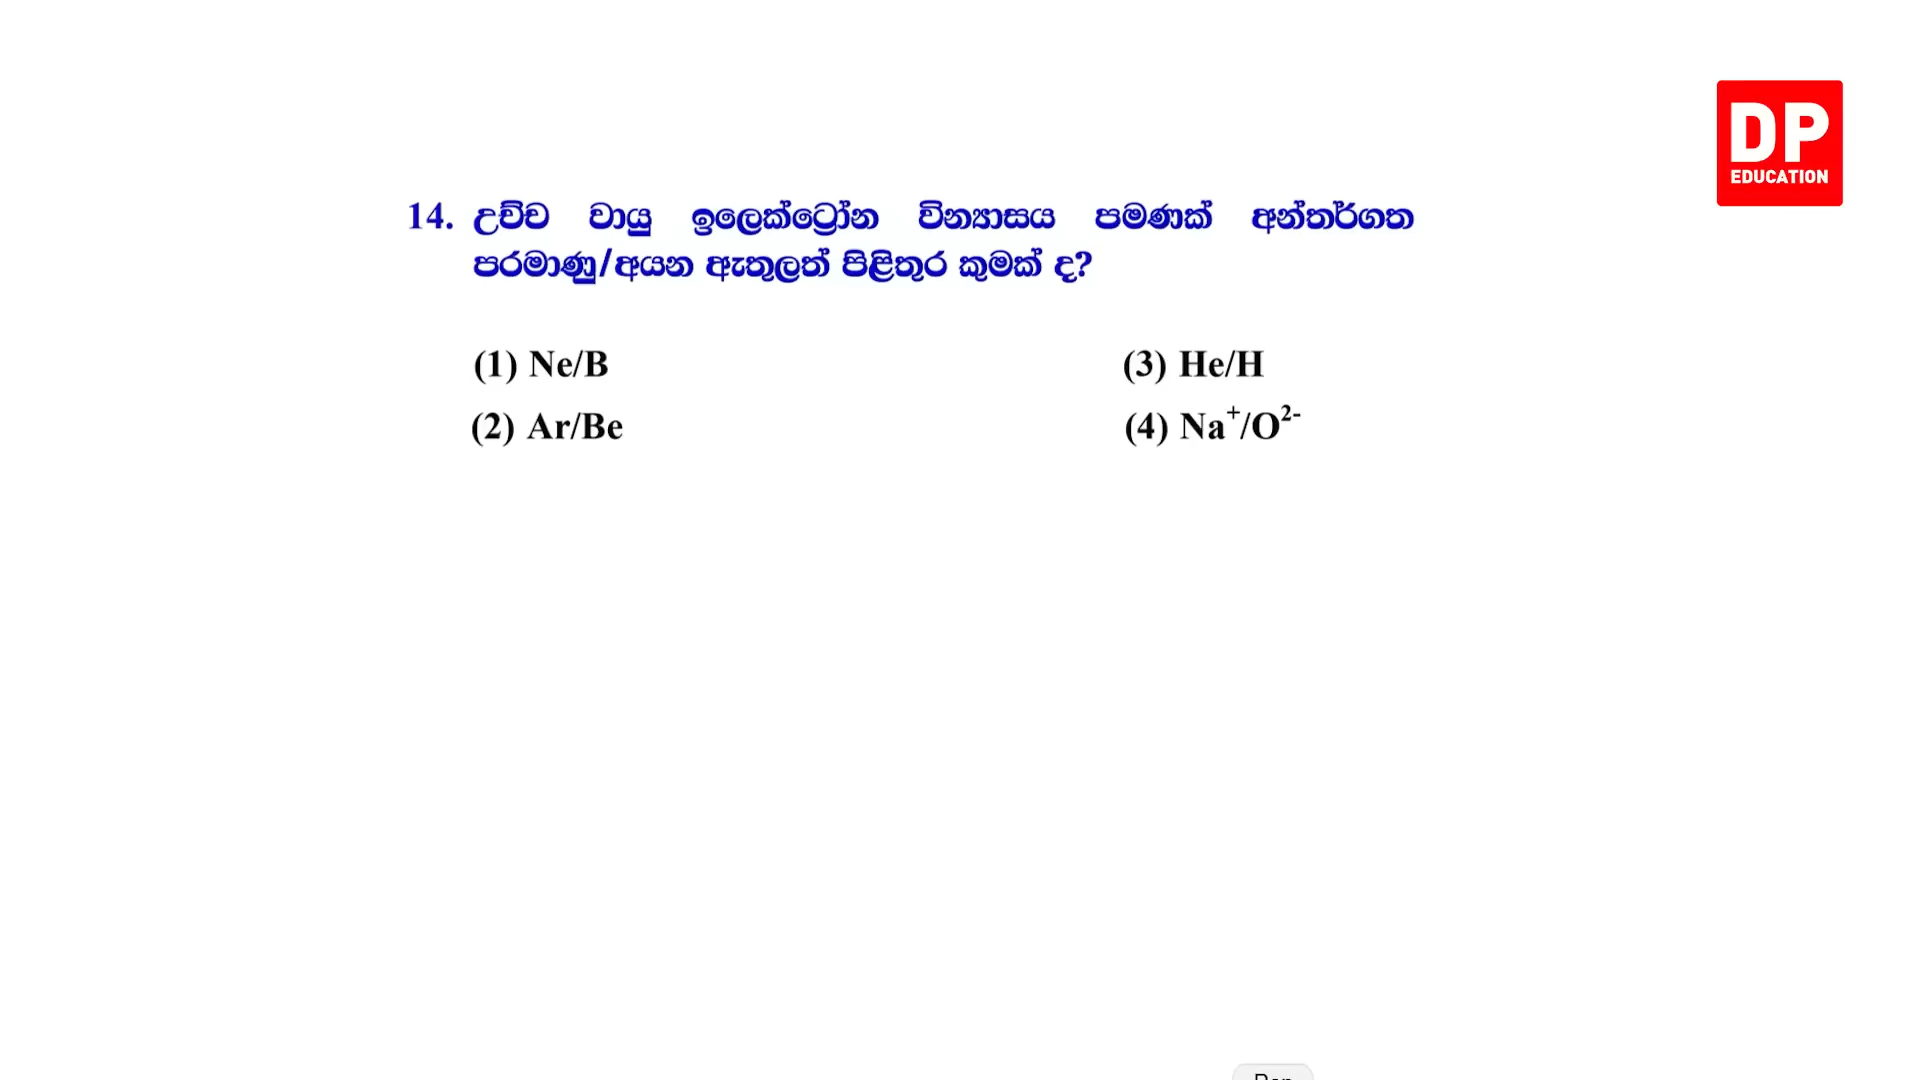 DP
EDUCATION
14. උච්ච වායු ඉලෙක්ට්‍රෝන වින්‍යාසය පමණක් අන්තර්ගත
පරමාණු/අයන ඇතුලත් පිළිතුර කුමක් ද?
(1) Ne/B
(3) He/H
(2) Ar/Be
(4) Na⁺/O²⁻